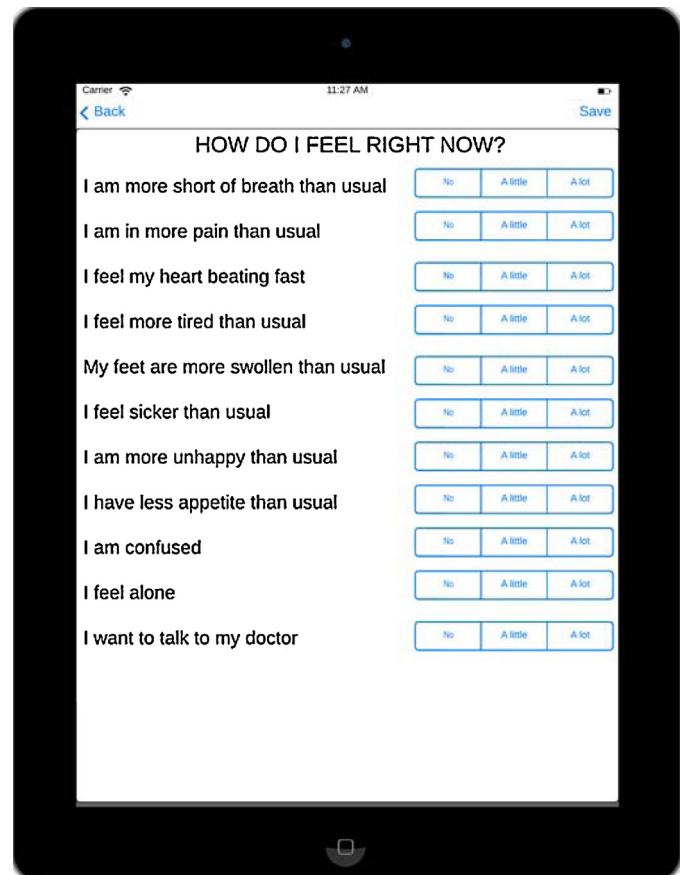 Carrier 11:27 AM
Back Save
HOW DO I FEEL RIGHT NOW?
I am more short of breath than usual No A little A lot
I am in more pain than usual No A little A lot
I feel my heart beating fast No A little A lot
I feel more tired than usual No A little A lot
My feet are more swollen than usual No A little A lot
I feel sicker than usual No A little A lot
I am more unhappy than usual No A little A lot
I have less appetite than usual No A little A lot
I am confused No A little A lot
I feel alone No A little A lot
I want to talk to my doctor No A little A lot